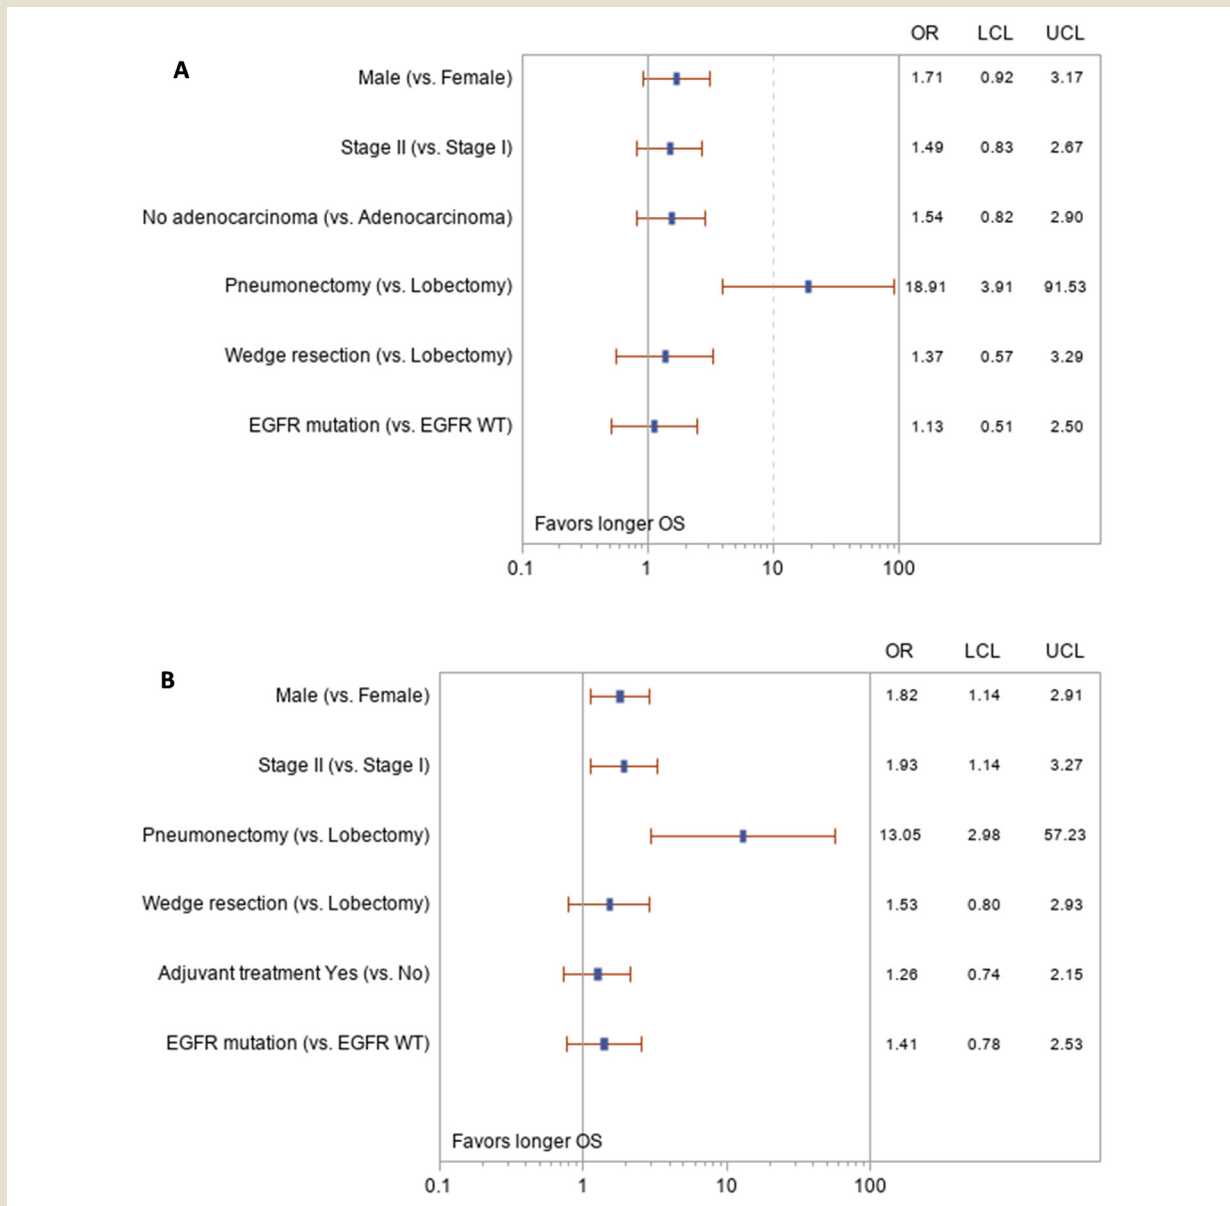 OR LCL UCL
A
Male (vs. Female) 1.71 0.92 3.17
Stage II (vs. Stage I) 1.49 0.83 2.67
No adenocarcinoma (vs. Adenocarcinoma) 1.54 0.82 2.90
Pneumonectomy (vs. Lobectomy) 18.91 3.91 91.53
Wedge resection (vs. Lobectomy) 1.37 0.57 3.29
EGFR mutation (vs. EGFR WT) 1.13 0.51 2.50
Favors longer OS
0.1 1 10 100
OR LCL UCL
B
Male (vs. Female) 1.82 1.14 2.91
Stage II (vs. Stage I) 1.93 1.14 3.27
Pneumonectomy (vs. Lobectomy) 13.05 2.98 57.23
Wedge resection (vs. Lobectomy) 1.53 0.80 2.93
Adjuvant treatment Yes (vs. No) 1.26 0.74 2.15
EGFR mutation (vs. EGFR WT) 1.41 0.78 2.53
Favors longer OS
0.1 1 10 100